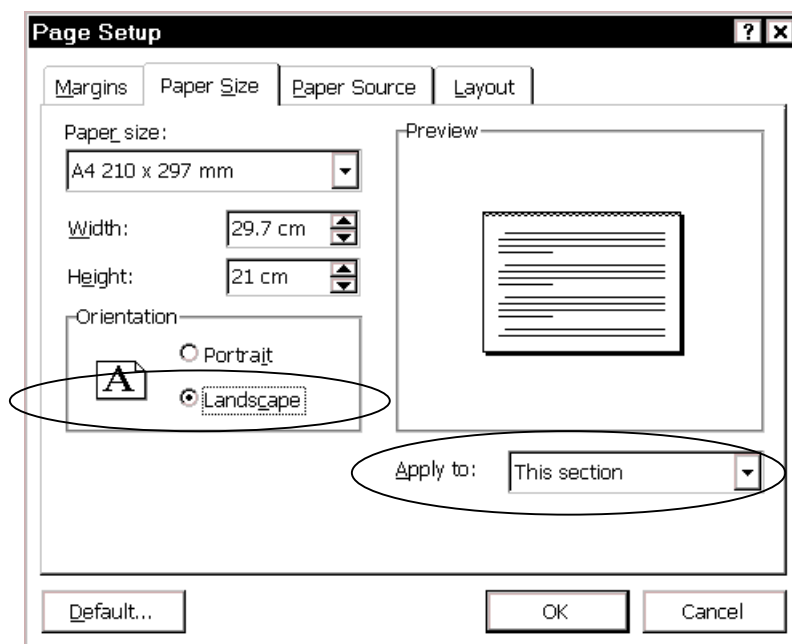 Page Setup
? X
Margins Paper Size Paper Source Layout
Paper size:
A4 210 x 297 mm
Width: 29.7 cm
Height: 21 cm
Orientation
A
Portrait
Landscape
Preview
Apply to: This section
Default... OK Cancel